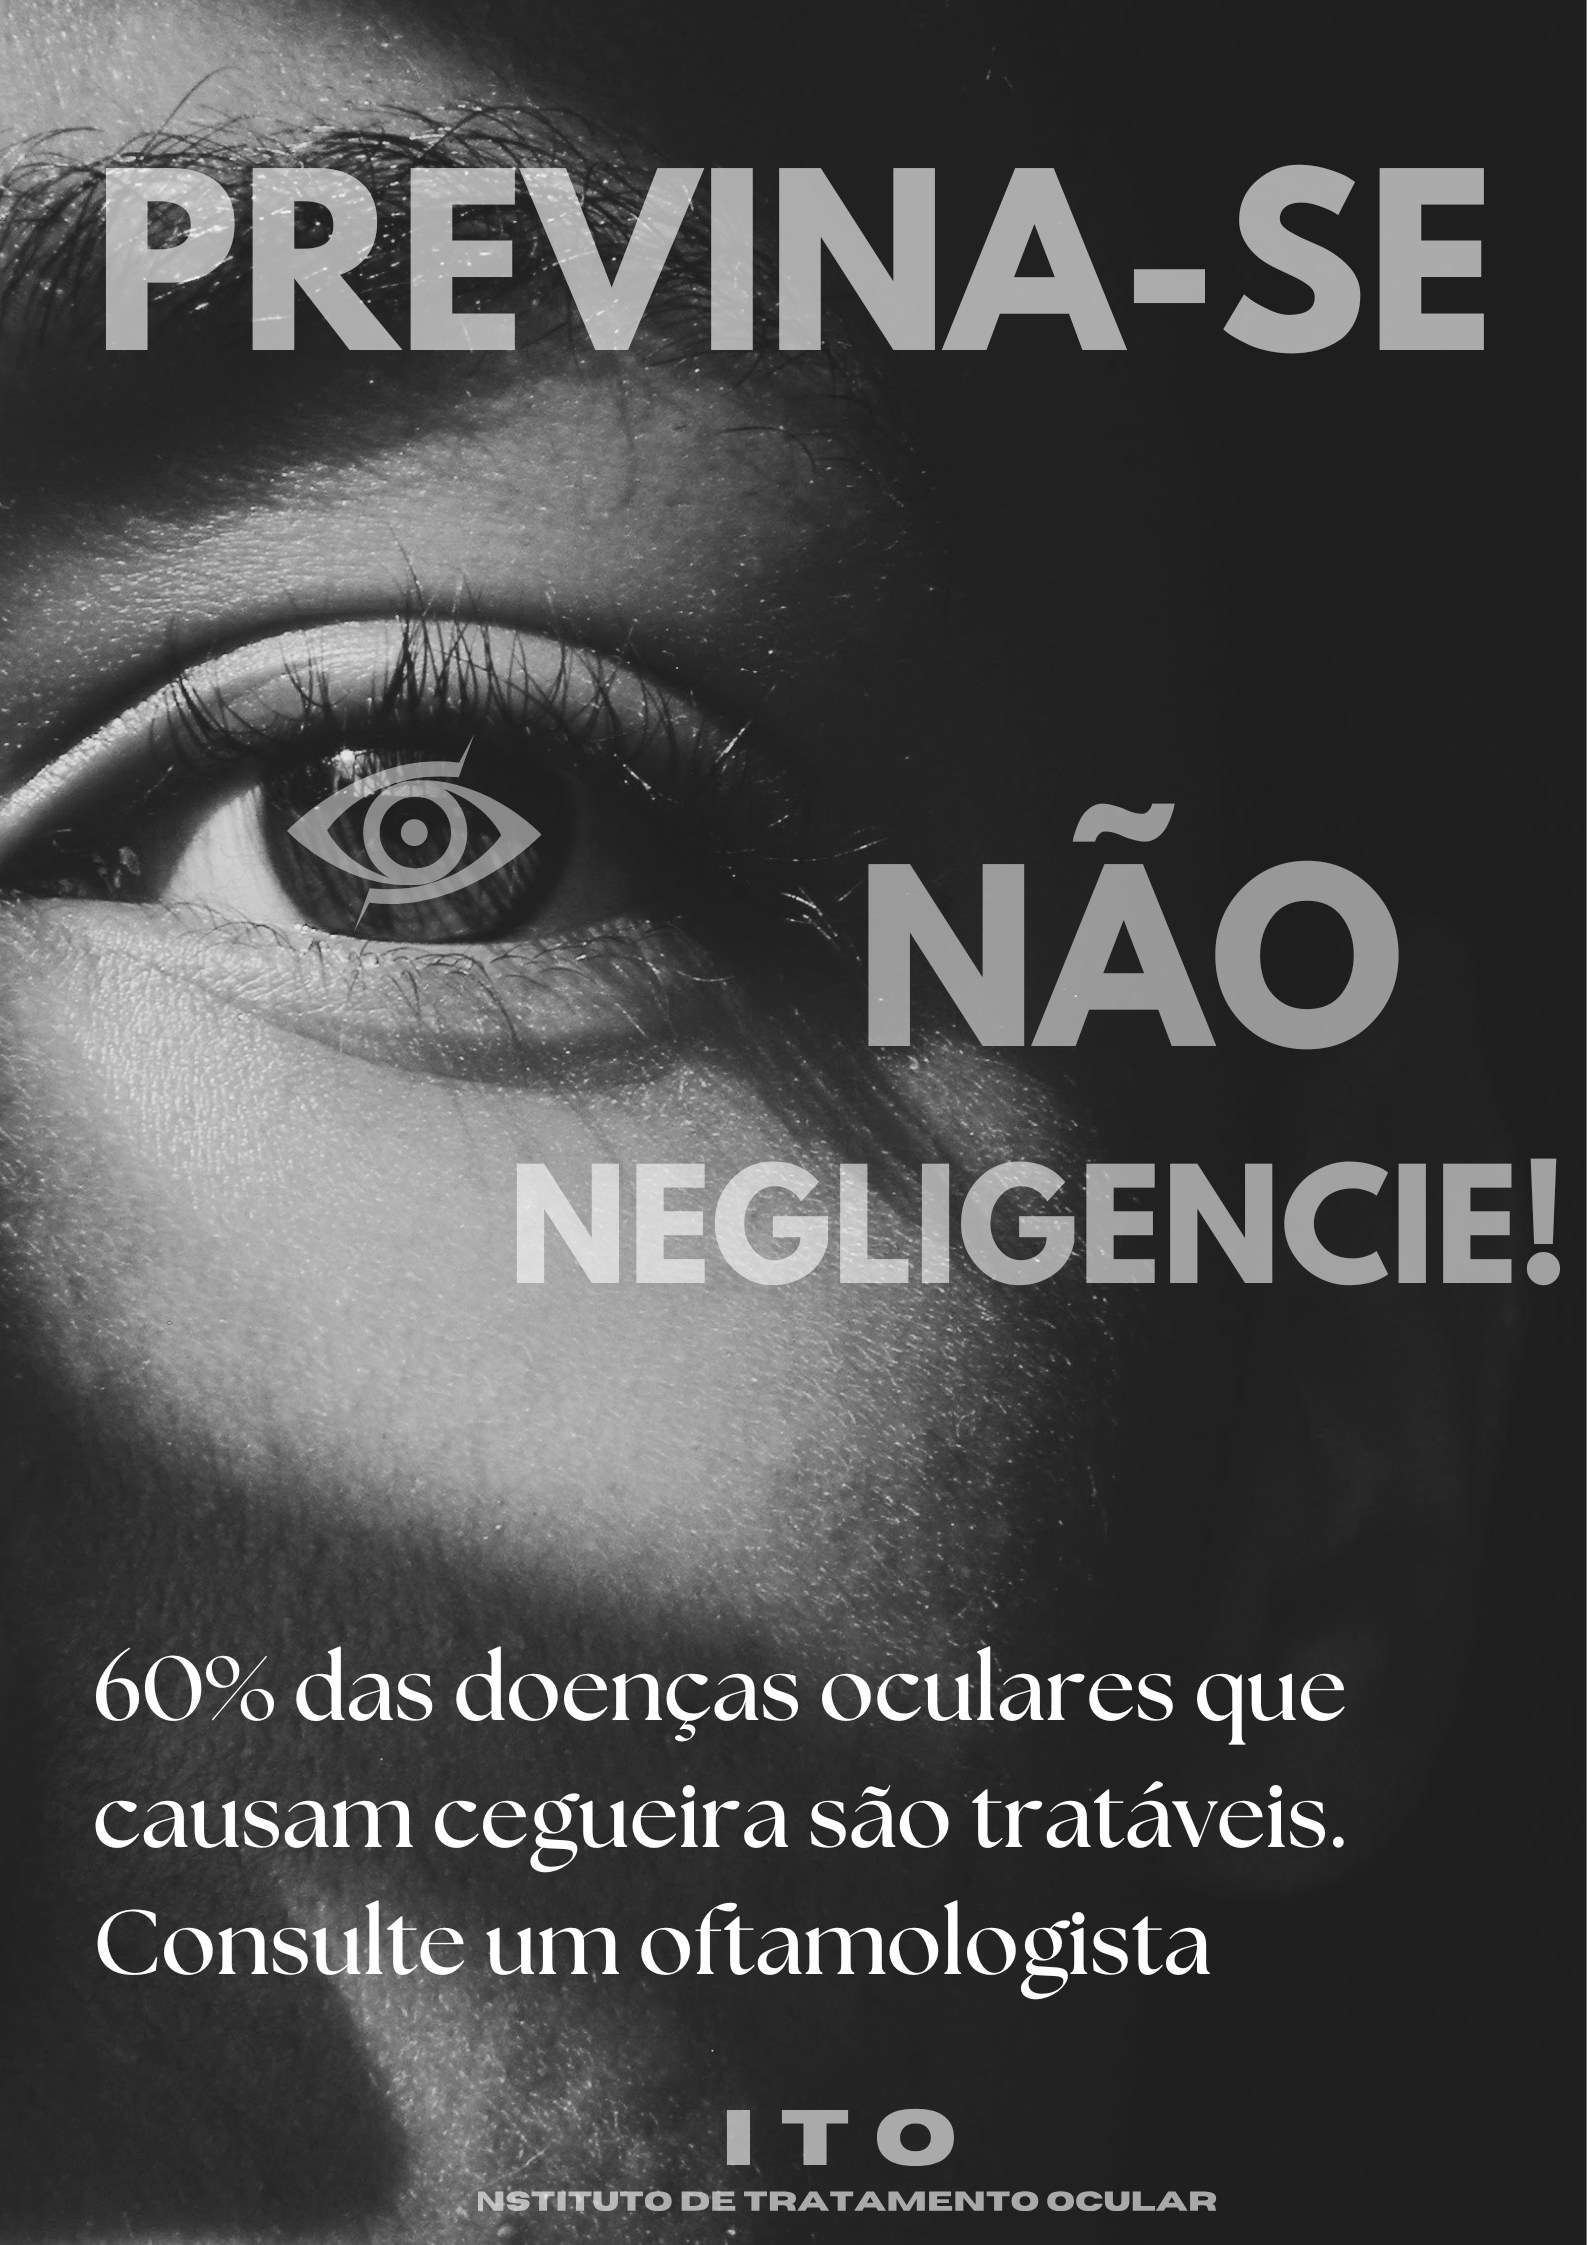 PREVINA-SE
NÃO
NEGLIGENCIE!
60% das doenças oculares que
causam cegueira são tratáveis.
Consulte um oftamologista
ITO
NSTITUTO DE TRATAMENTO OCULAR